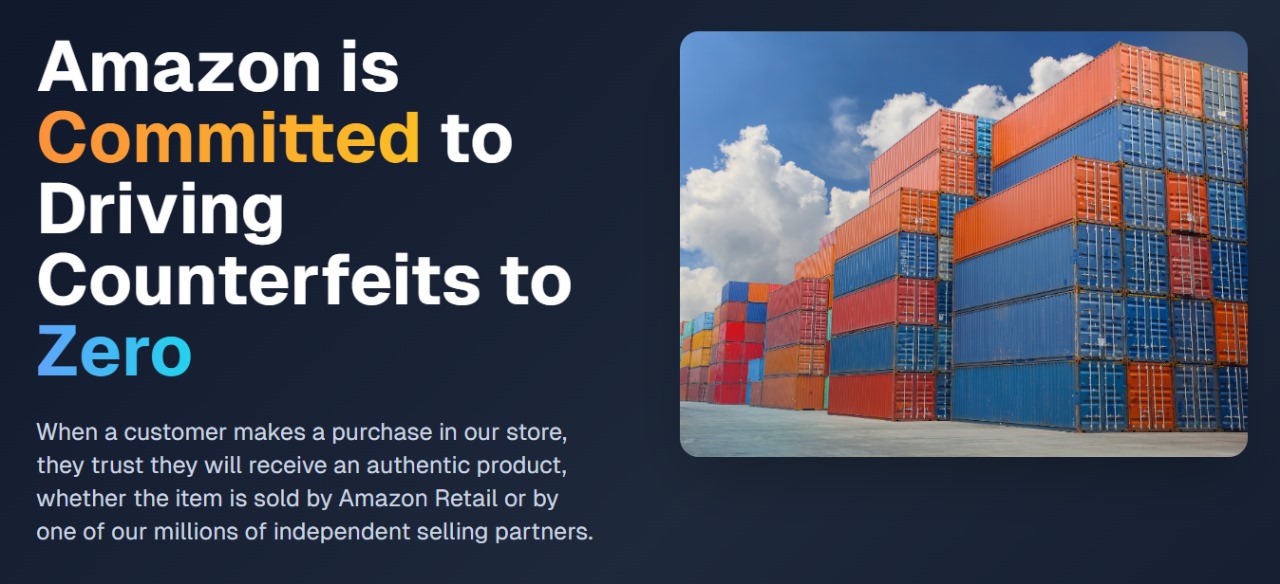 Amazon is
Committed to
Driving
Counterfeits to
Zero
When a customer makes a purchase in our store,
they trust they will receive an authentic product,
whether the item is sold by Amazon Retail or by
one of our millions of independent selling partners.